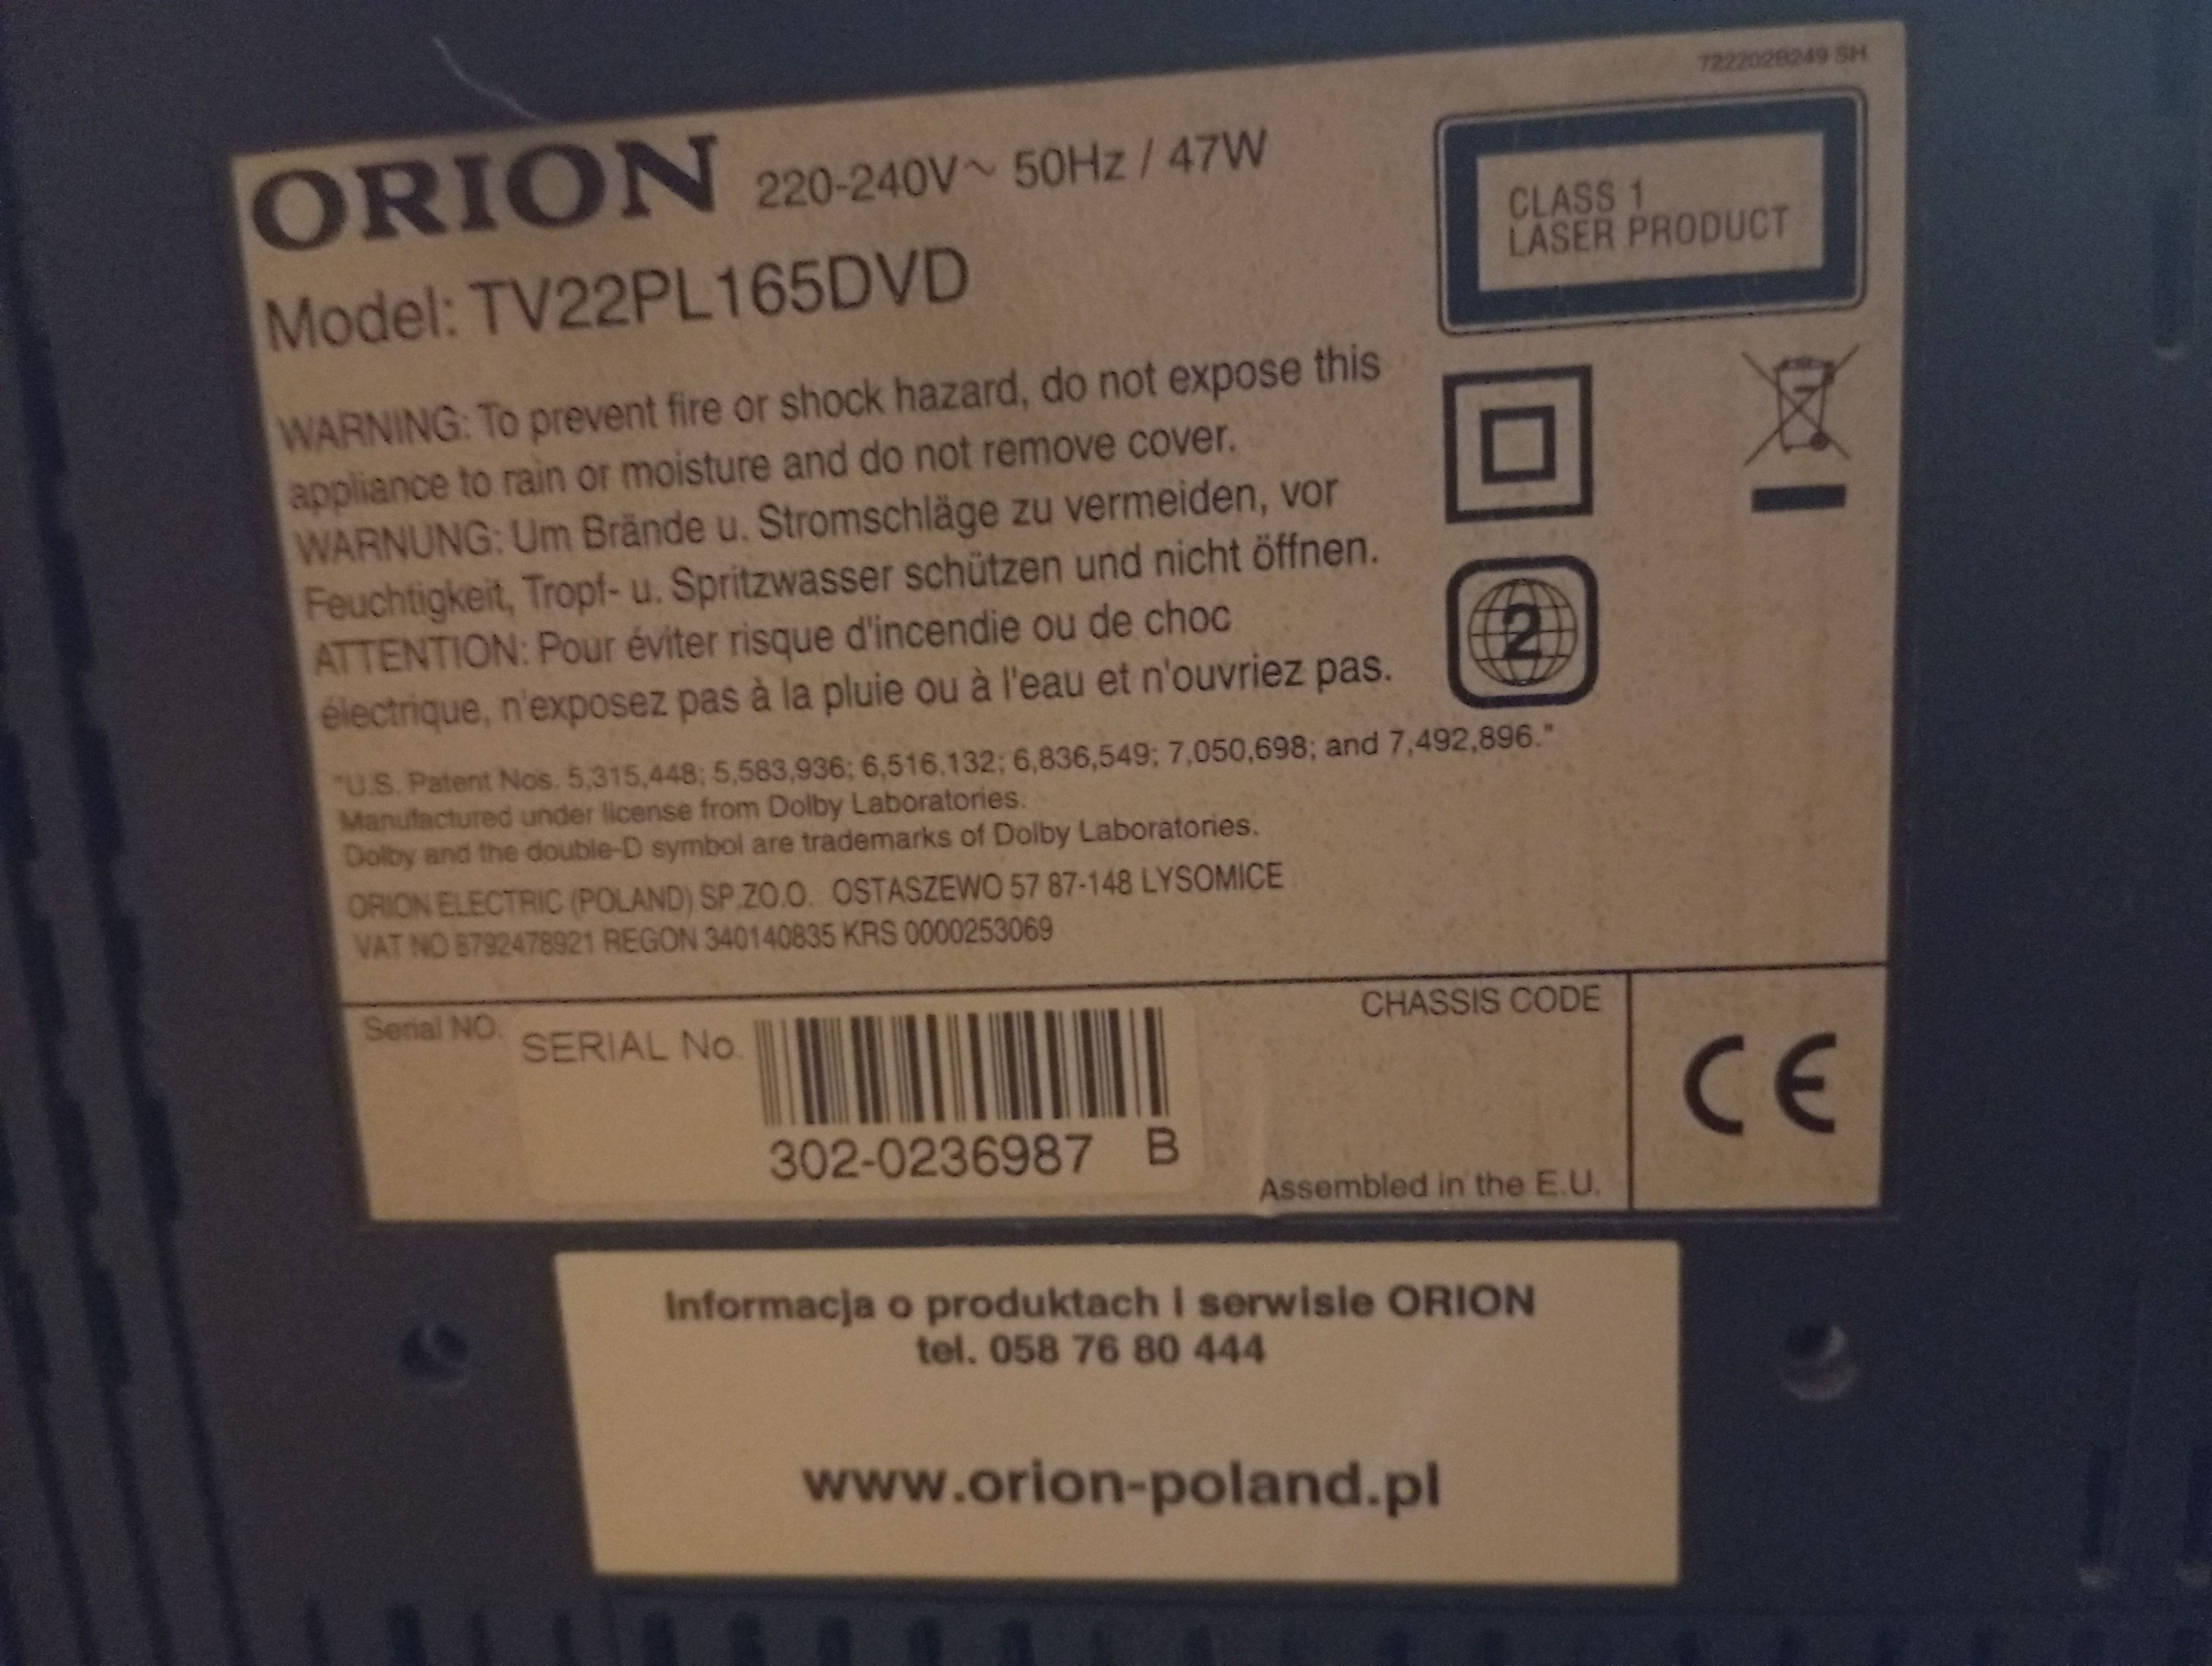 7222028249 SH
ORION 220-240V~ 50Hz / 47W
Model: TV22PL165DVD
CLASS 1
LASER PRODUCT
WARNING: To prevent fire or shock hazard, do not expose this
appliance to rain or moisture and do not remove cover.
WARNUNG: Um Brände u. Stromschläge zu vermeiden, vor
Feuchtigkeit, Tropf- u. Spritzwasser schützen und nicht öffnen.
ATTENTION: Pour éviter risque d'incendie ou de choc
électrique, n'exposez pas à la pluie ou à l'eau et n'ouvriez pas.
2
"U.S. Patent Nos. 5,315,448; 5,583,936; 6,516,132; 6,836,549; 7,050,698; and 7,492,896."
Manufactured under license from Dolby Laboratories.
Dolby and the double-D symbol are trademarks of Dolby Laboratories.
ORION ELECTRIC (POLAND) SP.ZO.O. OSTASZEWO 57 87-148 LYSOMICE
VAT NO 8792478921 REGON 340140835 KRS 0000253069
Serial NO.
SERIAL No.
302-0236987 B
CHASSIS CODE
Assembled in the E.U.
CE
Informacja o produktach i serwisie ORION
tel. 058 76 80 444
www.orion-poland.pl